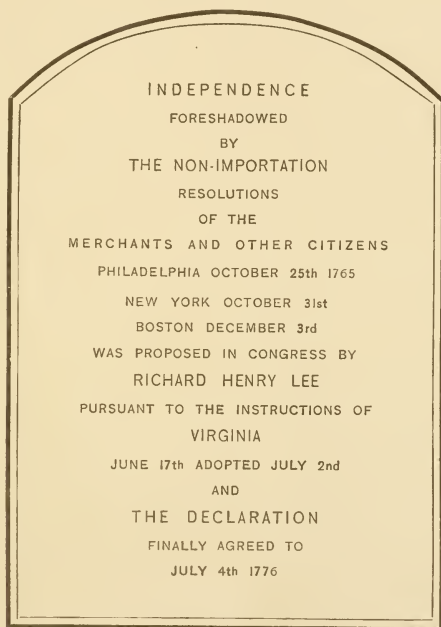 INDEPENDENCE
FORESHADOWED
BY
THE NON-IMPORTATION
RESOLUTIONS
OF THE
MERCHANTS AND OTHER CITIZENS
PHILADELPHIA OCTOBER 25th 1765
NEW YORK OCTOBER 31st
BOSTON DECEMBER 3rd
WAS PROPOSED IN CONGRESS BY
RICHARD HENRY LEE
PURSUANT TO THE INSTRUCTIONS OF
VIRGINIA
JUNE 17th ADOPTED JULY 2nd
AND
THE DECLARATION
FINALLY AGREED TO
JULY 4th 1776